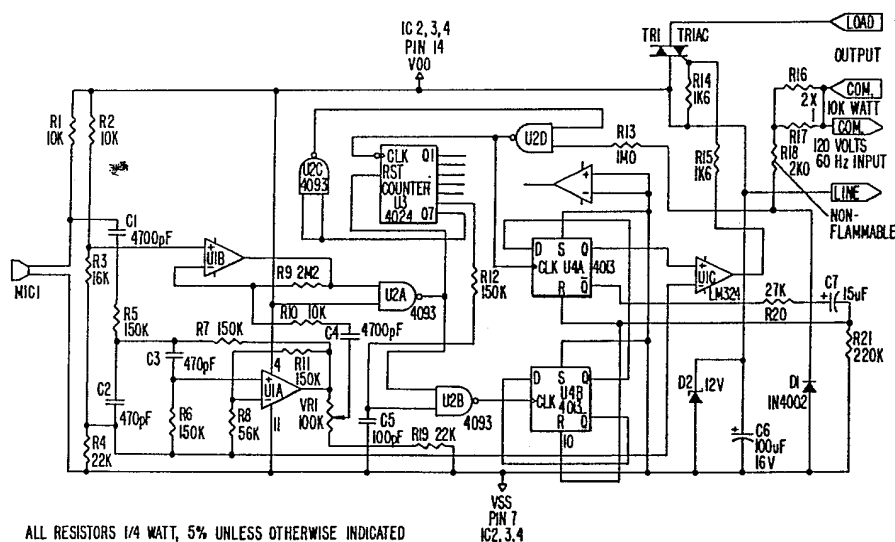 IC 2,3,4
PIN 14
VOO
TR1
TRIAC
LOAD
OUTPUT
R14
1K6
R16
2 X
1
COM.
10K WATT
COM.
R17
120 VOLTS
60 Hz INPUT
R18
2K0
LINE
NON-
FLAMMABLE
R1
10K
R2
10K
U2C
4093
CLK
RST
COUNTER
U3
4024
Q1
Q7
U2D
R13
1M0
R15
1K6
C1
4700pF
MIC1
R3
16K
U1B
+
-
R9 2M2
U2A
4093
R12
150K
+
-
D
S
Q
CLK
U4A
4013
Q
R
+
-
U1C
LM324
27K
R20
C7
+
15uF
R21
220K
R5
150K
R7 150K
R10 10K
C4
4700pF
C3
470pF
4
R11
150K
+
U1A
-
11
C2
470pF
R4
22K
R6
150K
R8
56K
VR1
100K
C5
100pF
R19 22K
U2B
4093
D
S
Q
CLK
U4B
4013
Q
R
10
D2
12V
D1
1N4002
+
C6
100uF
16V
VSS
PIN 7
IC2,3,4
ALL RESISTORS 1/4 WATT, 5% UNLESS OTHERWISE INDICATED